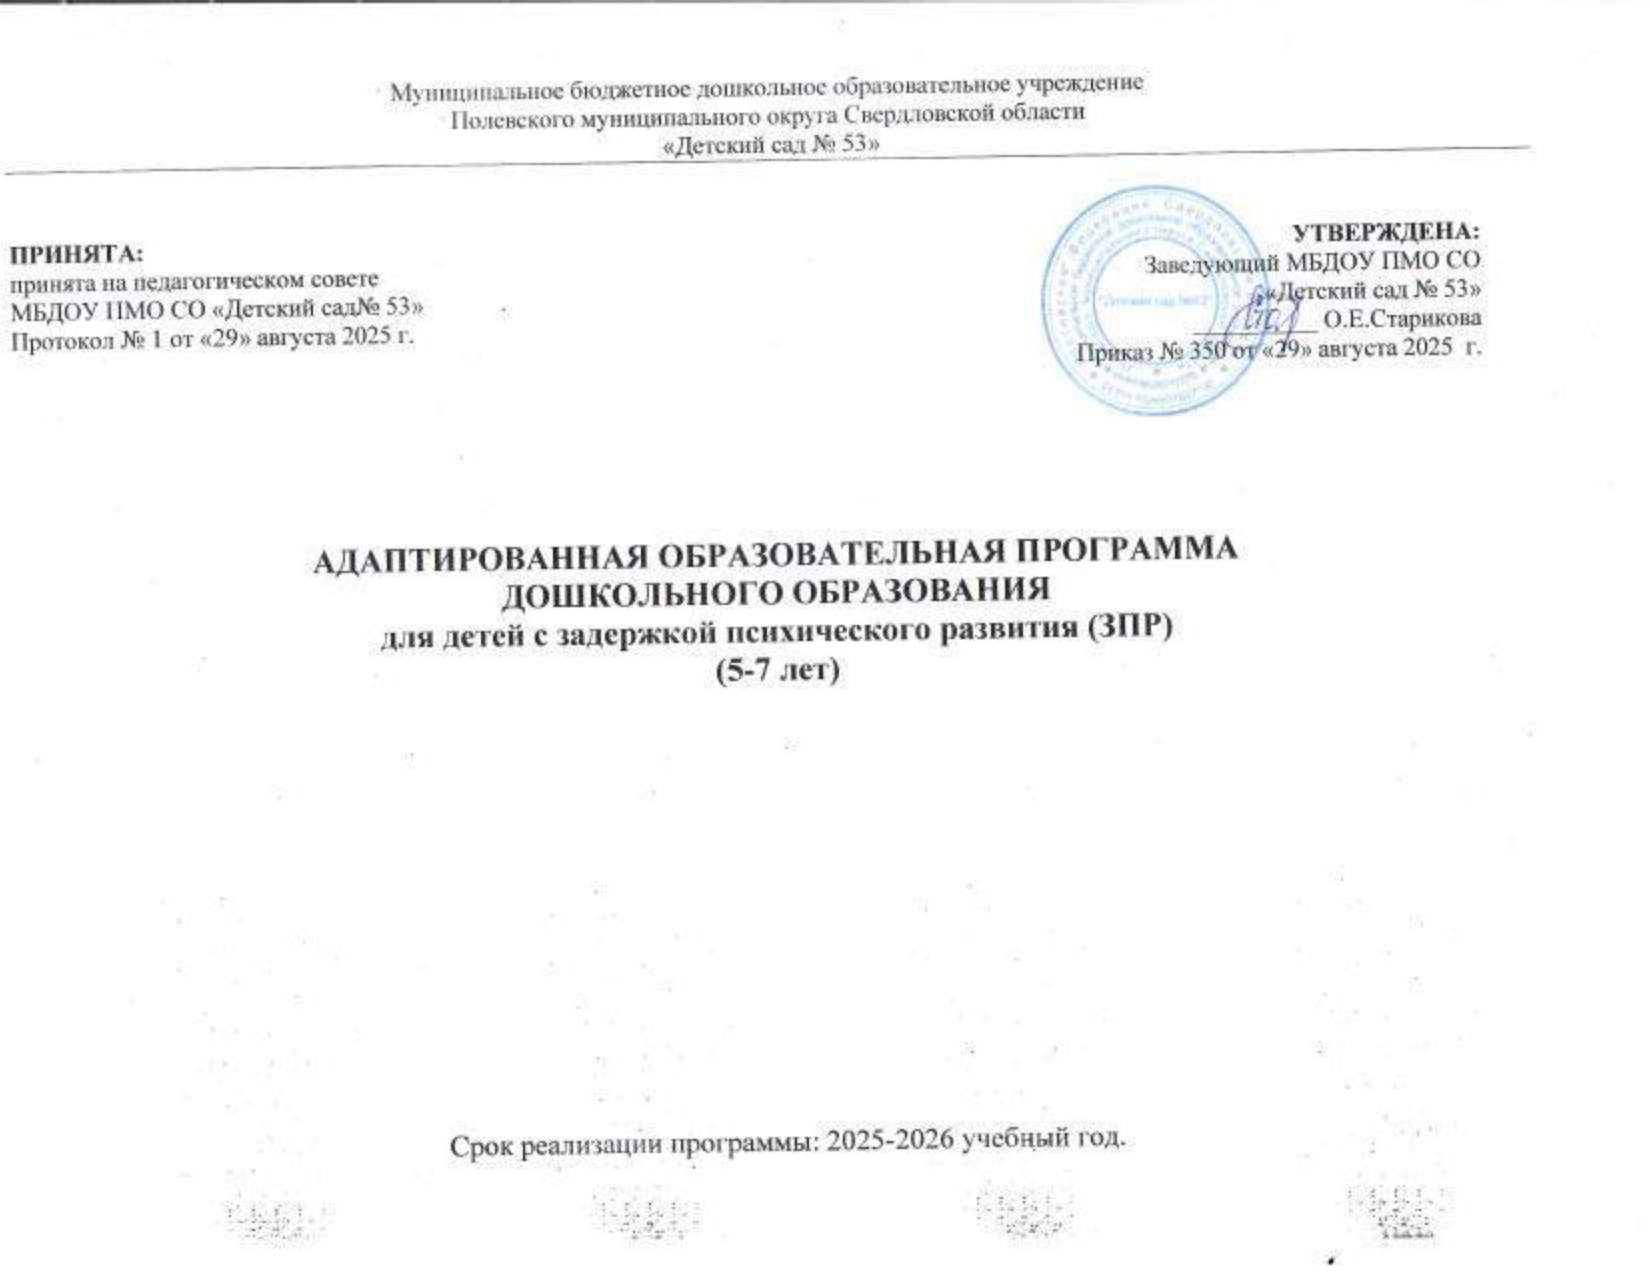 Муниципальное бюджетное дошкольное образовательное учреждение
Полевского муниципального округа Свердловской области
«Детский сад № 53»
ПРИНЯТА:
принята на педагогическом совете
МБДОУ ПМО СО «Детский сад№ 53»
Протокол № 1 от «29» августа 2025 г.
УТВЕРЖДЕНА:
Заведующий МБДОУ ПМО СО
«Детский сад № 53»
О.Е.Старикова
Приказ № 350 от «29» августа 2025 г.
АДАПТИРОВАННАЯ ОБРАЗОВАТЕЛЬНАЯ ПРОГРАММА
ДОШКОЛЬНОГО ОБРАЗОВАНИЯ
для детей с задержкой психического развития (ЗПР)
(5-7 лет)
Срок реализации программы: 2025-2026 учебный год.